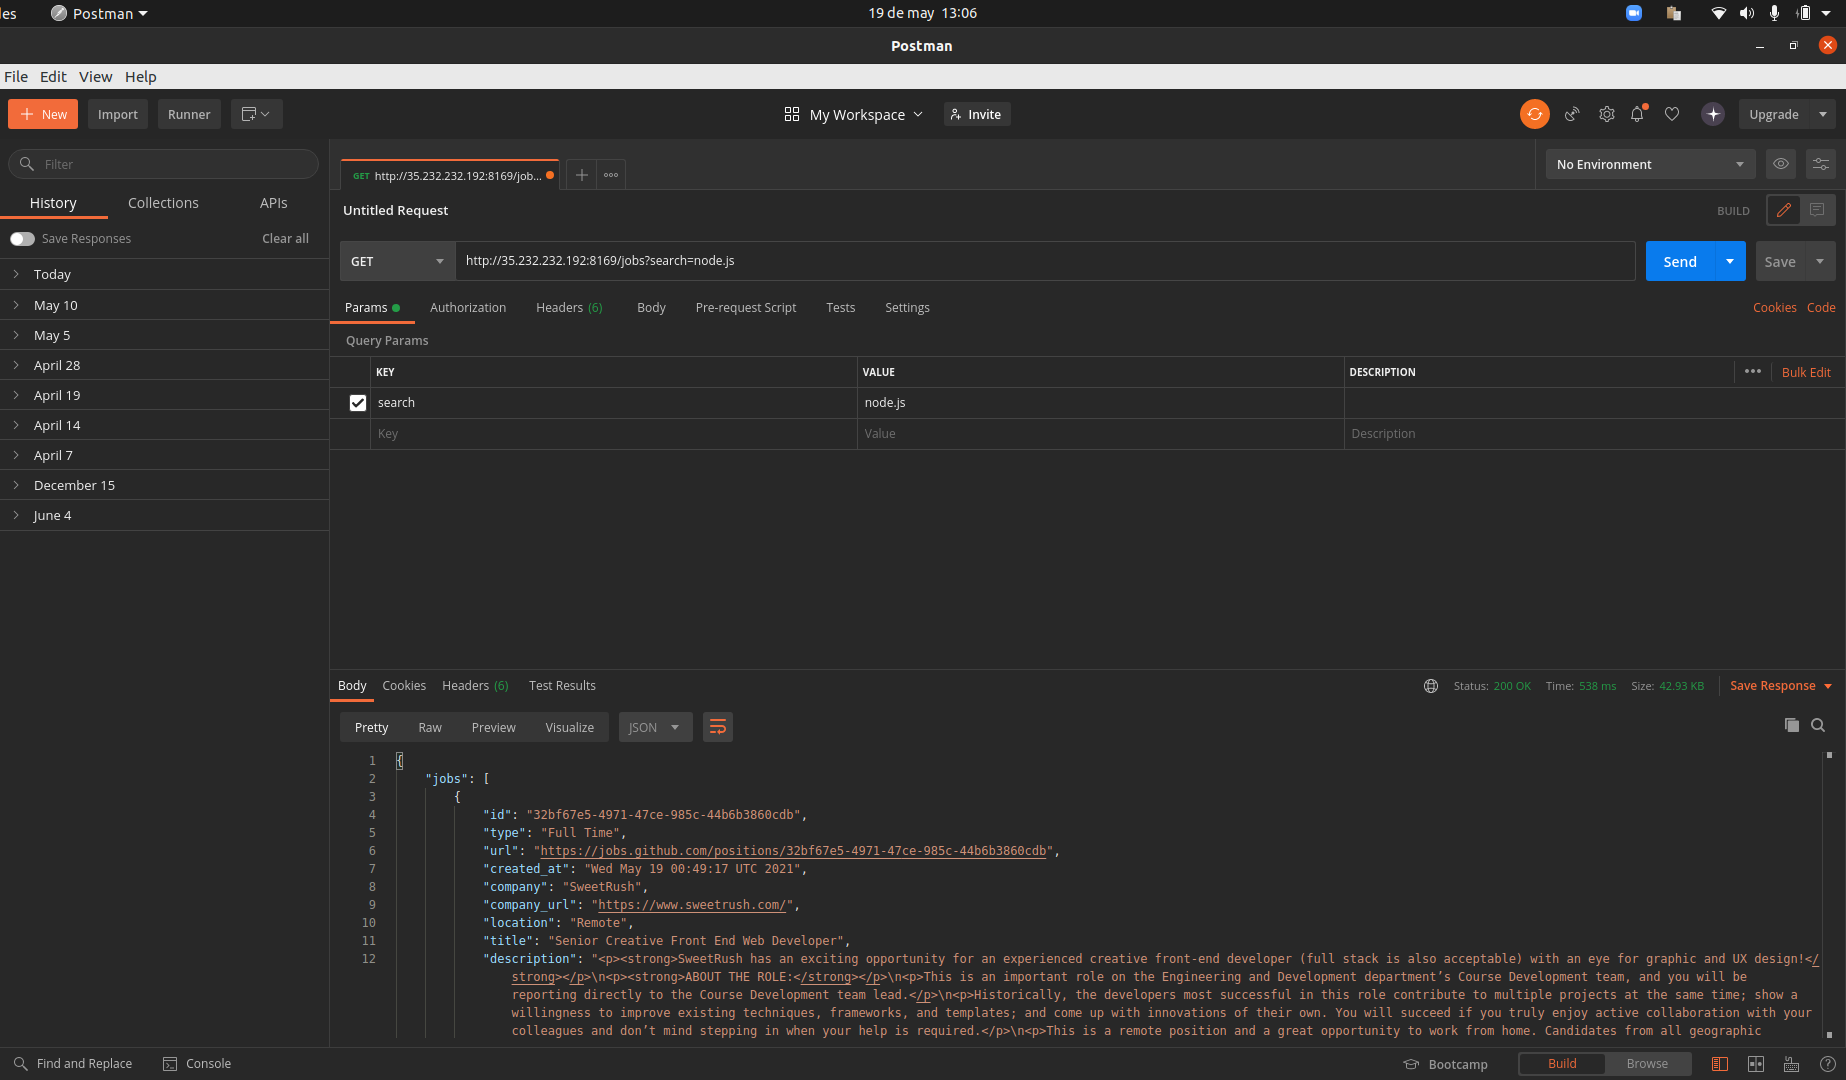 des Postman 19 de may 13:06
Postman
File Edit View Help
New Import Runner My Workspace Invite Upgrade
Filter
GET http://35.232.232.192:8169/job...
No Environment
History Collections APIs
Save Responses Clear all
Today
May 10
May 5
April 28
April 19
April 14
April 7
December 15
June 4
Untitled Request BUILD
GET http://35.232.232.192:8169/jobs?search=node.js Send Save
Params Authorization Headers (6) Body Pre-request Script Tests Settings Cookies Code
Query Params
KEY VALUE DESCRIPTION Bulk Edit
search node.js
Key Value Description
Body Cookies Headers (6) Test Results Status: 200 OK Time: 538 ms Size: 42.93 KB Save Response
Pretty Raw Preview Visualize JSON
1 {
2 "jobs": [
3 {
4 "id": "32bf67e5-4971-47ce-985c-44b6b3860cdb",
5 "type": "Full Time",
6 "url": "https://jobs.github.com/positions/32bf67e5-4971-47ce-985c-44b6b3860cdb",
7 "created_at": "Wed May 19 00:49:17 UTC 2021",
8 "company": "SweetRush",
9 "company_url": "https://www.sweetrush.com/",
10 "location": "Remote",
11 "title": "Senior Creative Front End Web Developer",
12 "description": "<p><strong>SweetRush has an exciting opportunity for an experienced creative front-end developer (full stack is also acceptable) with an eye for graphic and UX design!</
strong></p>\n<p><strong>ABOUT THE ROLE:</strong></p>\n<p>This is an important role on the Engineering and Development department’s Course Development team, and you will be
reporting directly to the Course Development team lead.</p>\n<p>Historically, the developers most successful in this role contribute to multiple projects at the same time; show a
willingness to improve existing techniques, frameworks, and templates; and come up with innovations of their own. You will succeed if you truly enjoy active collaboration with your
colleagues and don’t mind stepping in when your help is required.</p>\n<p>This is a remote position and a great opportunity to work from home. Candidates from all geographic
Find and Replace Console Bootcamp Build Browse